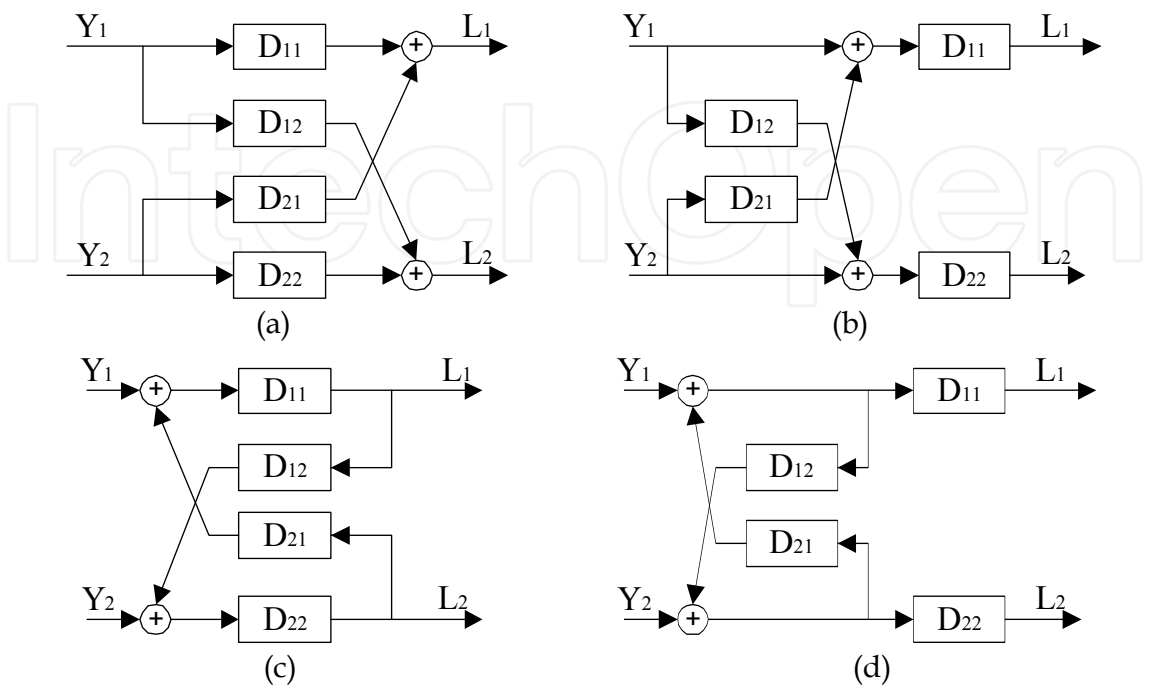 Y1 D11 + L1
D12
D21
Y2 D22 + L2
(a)
Y1 + D11 L1
D12
D21
Y2 + D22 L2
(b)
Y1 + D11 L1
D12
D21
Y2 + D22 L2
(c)
Y1 + D11 L1
D12
D21
Y2 + D22 L2
(d)
IntechOpen